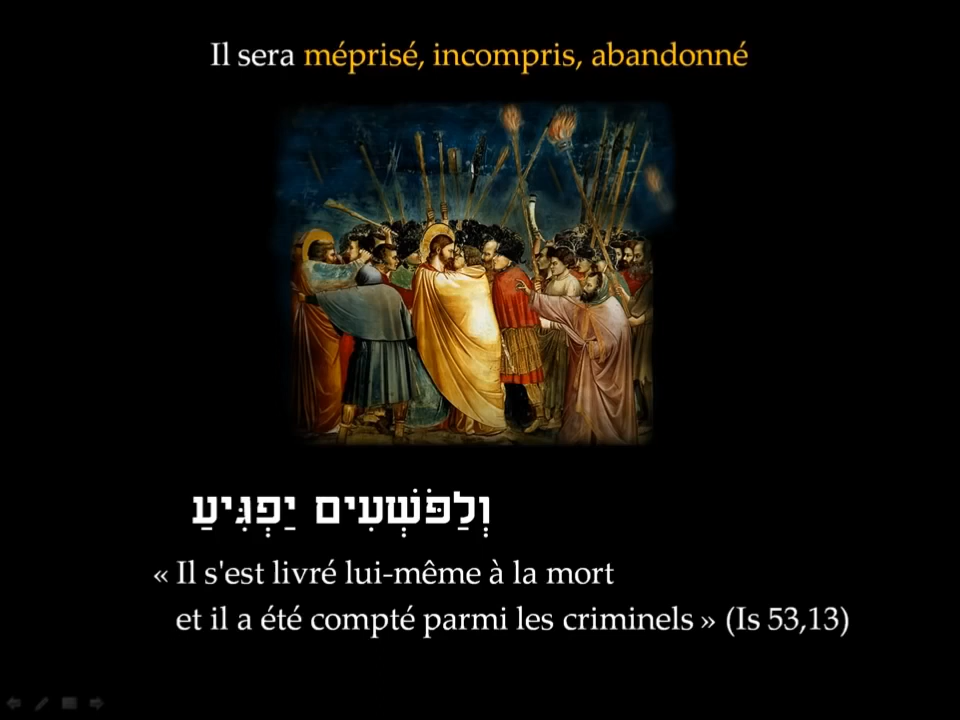 Il sera méprisé, incompris, abandonné
וְלַפֹּשְׁעִים יַפְגִּיעַ
« Il s'est livré lui-même à la mort
et il a été compté parmi les criminels » (Is 53,13)